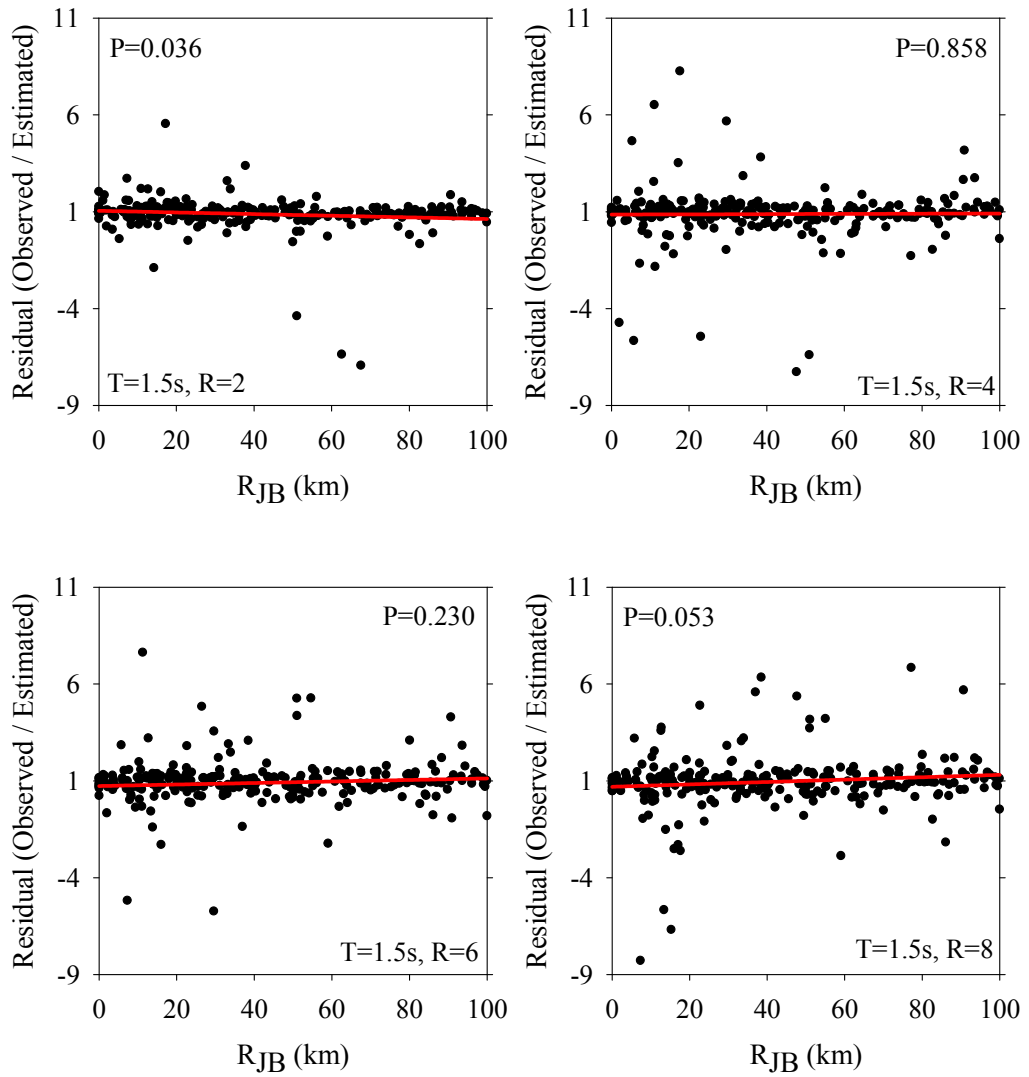 11
6
1
-4
-9
Residual (Observed / Estimated)
P=0.036
T=1.5s, R=2
0 20 40 60 80 100
R_JB (km)
11
6
1
-4
-9
Residual (Observed / Estimated)
P=0.858
T=1.5s, R=4
0 20 40 60 80 100
R_JB (km)
11
6
1
-4
-9
Residual (Observed / Estimated)
P=0.230
T=1.5s, R=6
0 20 40 60 80 100
R_JB (km)
11
6
1
-4
-9
Residual (Observed / Estimated)
P=0.053
T=1.5s, R=8
0 20 40 60 80 100
R_JB (km)